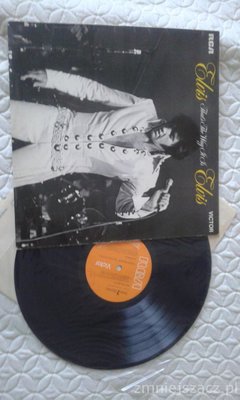 RCA
Elvis
That's The Way It Is
Elvis
VICTOR
RCA
Victor
zmniejszacz.pl